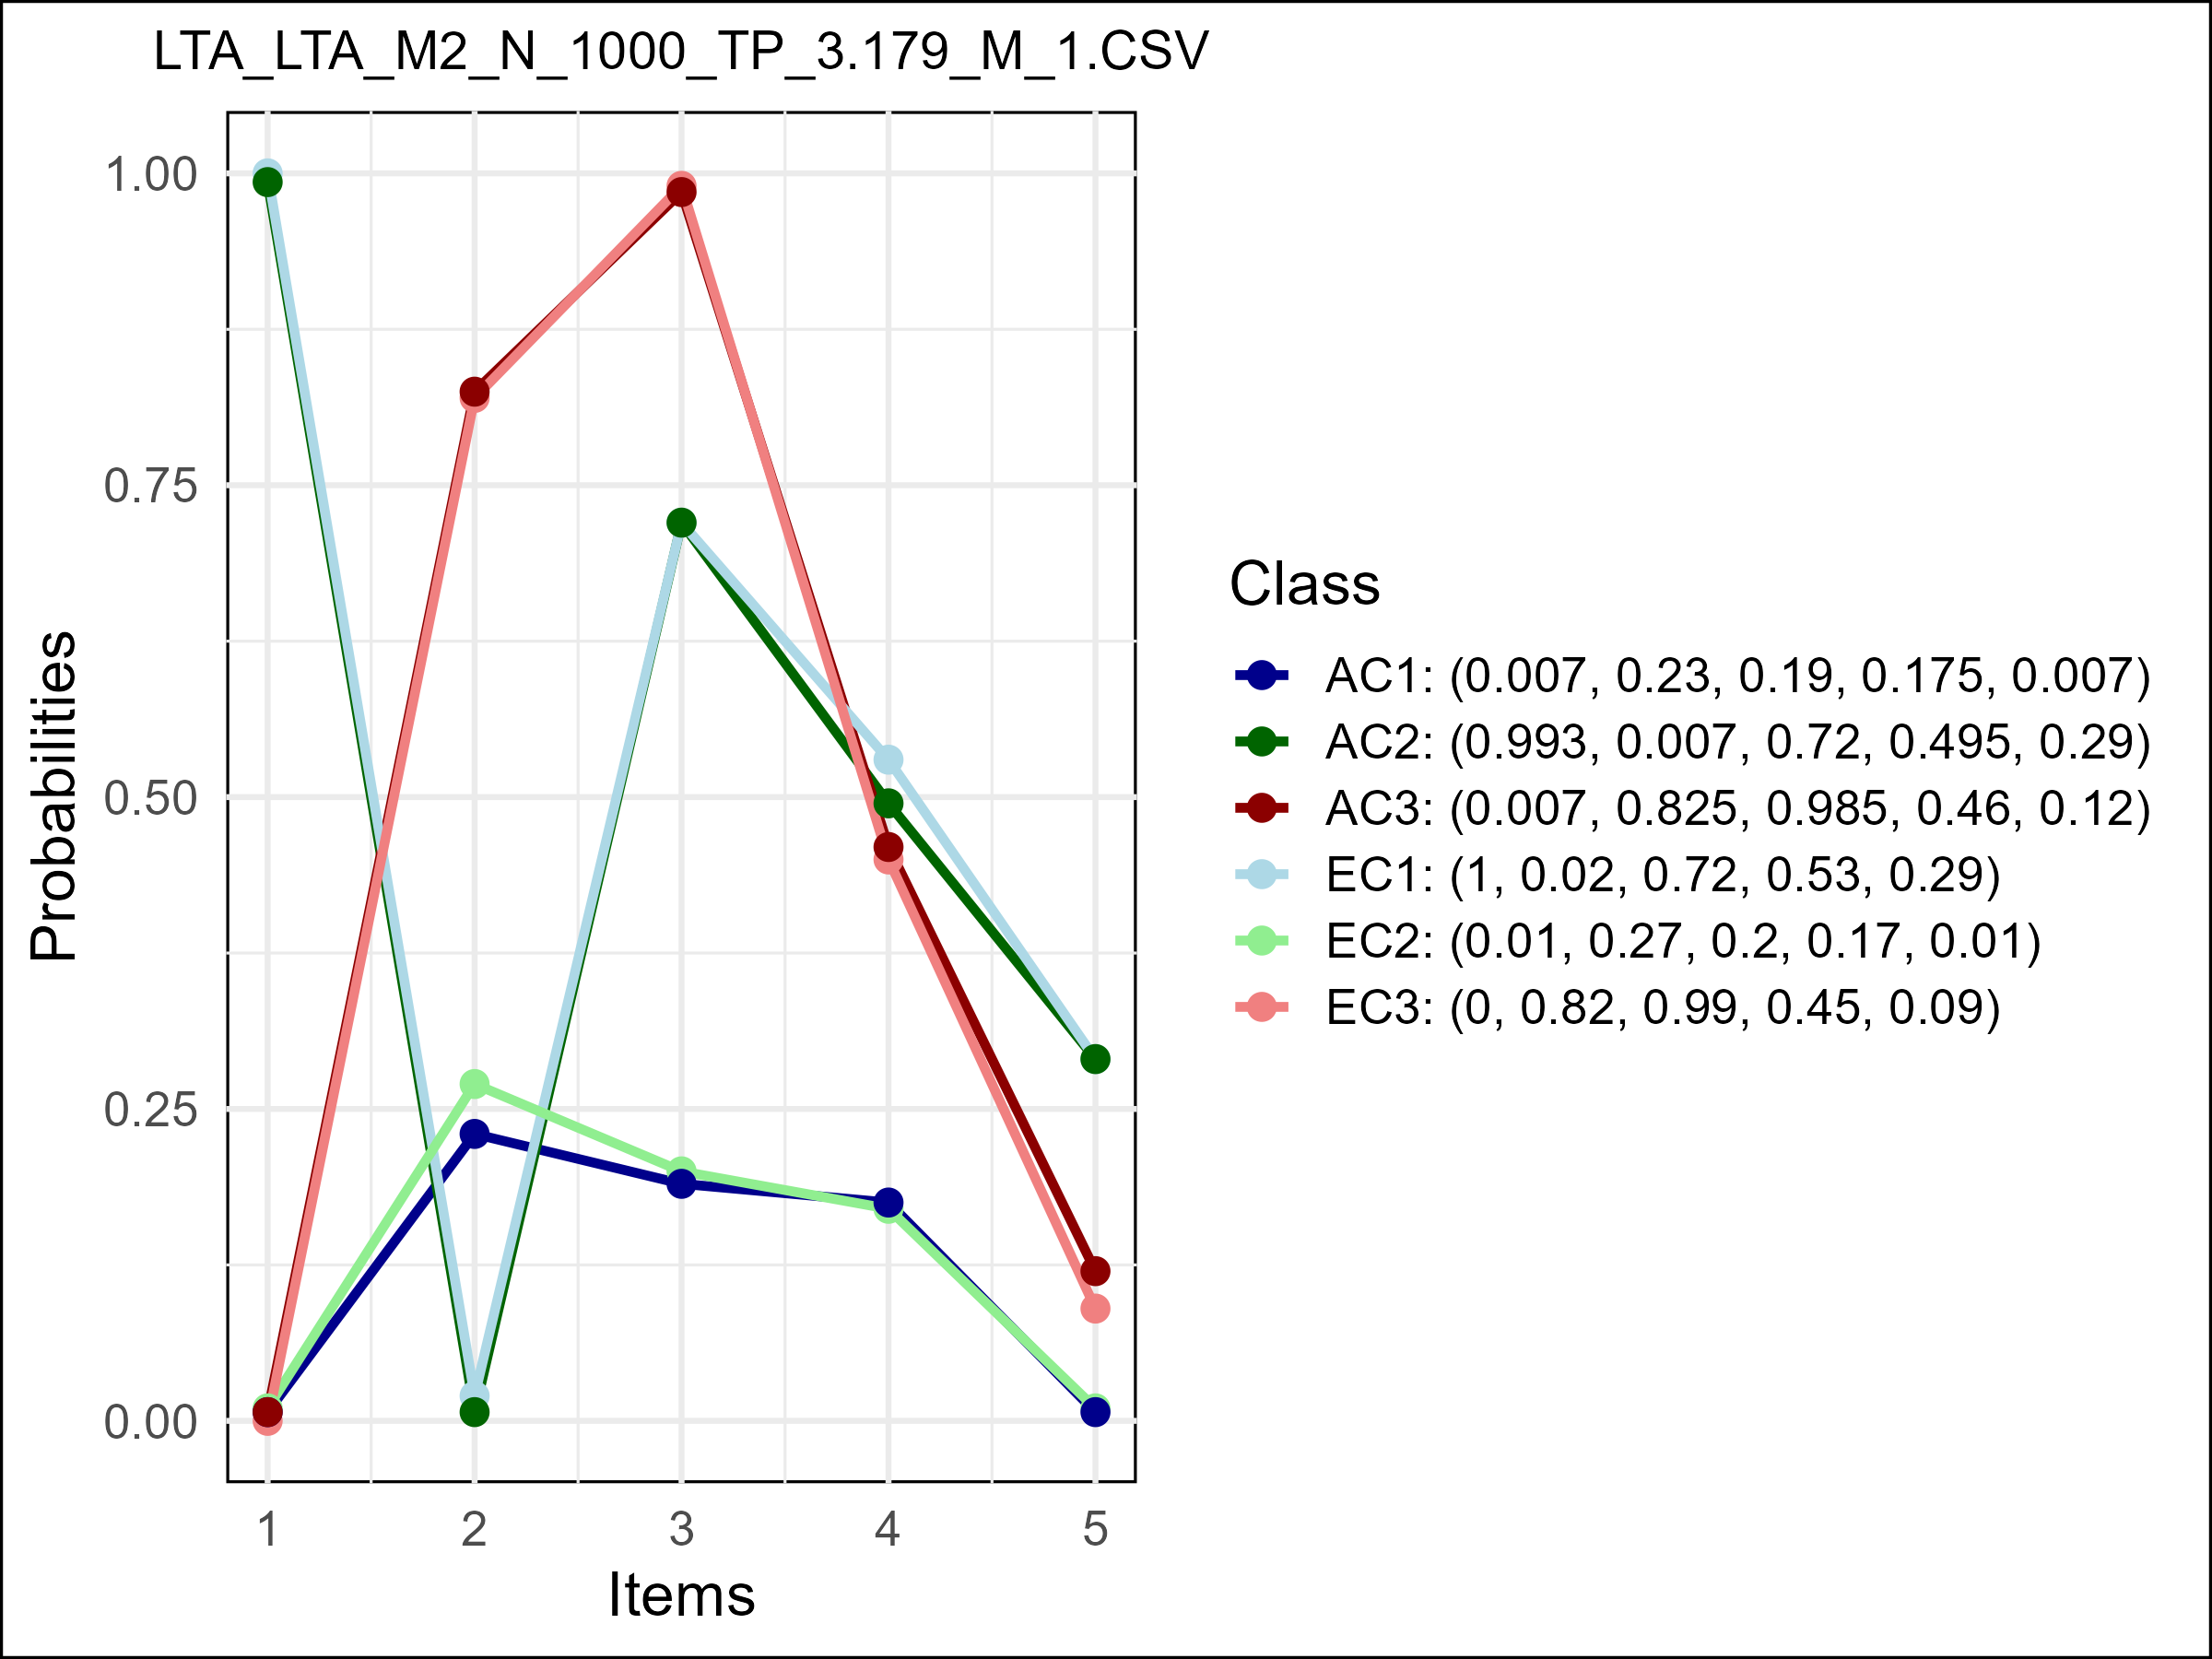 LTA_LTA_M2_N_1000_TP_3.179_M_1.CSV
1.00
0.75
0.50
0.25
0.00
Probabilities
1 2 3 4 5
Items
Class
AC1: (0.007, 0.23, 0.19, 0.175, 0.007)
AC2: (0.993, 0.007, 0.72, 0.495, 0.29)
AC3: (0.007, 0.825, 0.985, 0.46, 0.12)
EC1: (1, 0.02, 0.72, 0.53, 0.29)
EC2: (0.01, 0.27, 0.2, 0.17, 0.01)
EC3: (0, 0.82, 0.99, 0.45, 0.09)